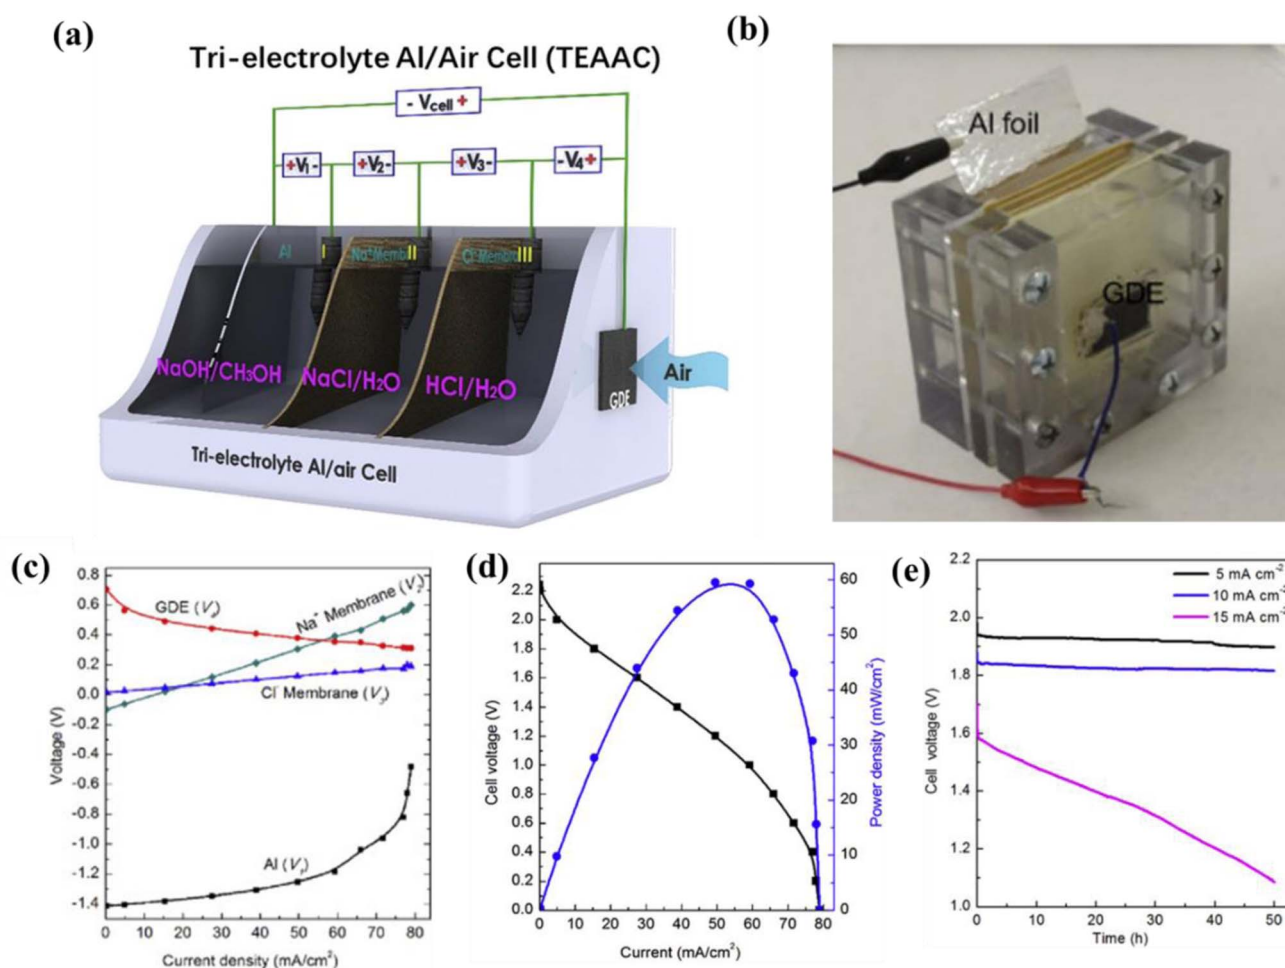 (a)
Tri-electrolyte Al/Air Cell (TEAAC)
- Vcell +
+V1- +V2- +V3- -V4+
Al I Na+Memb II Cl-Membra III
NaOH/CH3OH NaCl/H2O HCl/H2O
GDE
Air
Tri-electrolyte Al/air Cell
(b)
Al foil
GDE
(c)
Voltage (V)
0.8
0.6
0.4
0.2
0.0
-0.2
-0.4
-0.6
-0.8
-1.0
-1.2
-1.4
GDE (V4)
Na+ Membrane (V2)
Cl- Membrane (V3)
Al (V1)
0 10 20 30 40 50 60 70 80
Current density (mA/cm²)
(d)
Cell voltage (V)
2.2
2.0
1.8
1.6
1.4
1.2
1.0
0.8
0.6
0.4
0.2
0.0
60
50
40
30
20
10
0
Power density (mW/cm²)
0 10 20 30 40 50 60 70 80
Current (mA/cm²)
(e)
Cell voltage (V)
2.2
2.0
1.8
1.6
1.4
1.2
1.0
5 mA cm-2
10 mA cm-2
15 mA cm-2
0 10 20 30 40 50
Time (h)